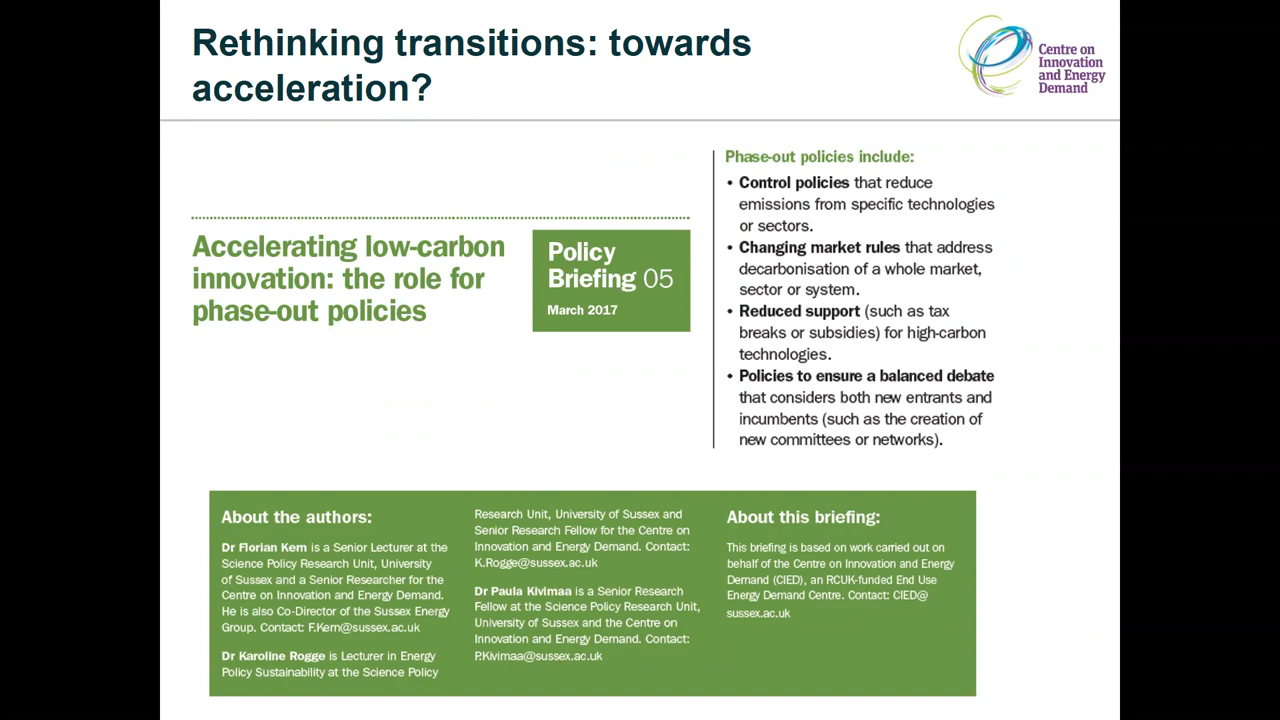 Rethinking transitions: towards
acceleration?
Centre on
Innovation
and Energy
Demand
Accelerating low-carbon
innovation: the role for
phase-out policies
Policy
Briefing 05
March 2017
Phase-out policies include:
• Control policies that reduce
emissions from specific technologies
or sectors.
• Changing market rules that address
decarbonisation of a whole market,
sector or system.
• Reduced support (such as tax
breaks or subsidies) for high-carbon
technologies.
• Policies to ensure a balanced debate
that considers both new entrants and
incumbents (such as the creation of
new committees or networks).
About the authors:
Dr Florian Kern is a Senior Lecturer at the
Science Policy Research Unit, University
of Sussex and a Senior Researcher for the
Centre on Innovation and Energy Demand.
He is also Co-Director of the Sussex Energy
Group. Contact: F.Kern@sussex.ac.uk
Dr Karoline Rogge is Lecturer in Energy
Policy Sustainability at the Science Policy
Research Unit, University of Sussex and
Senior Research Fellow for the Centre on
Innovation and Energy Demand. Contact:
K.Rogge@sussex.ac.uk
Dr Paula Kivimaa is a Senior Research
Fellow at the Science Policy Research Unit,
University of Sussex and the Centre on
Innovation and Energy Demand. Contact:
P.Kivimaa@sussex.ac.uk
About this briefing:
This briefing is based on work carried out on
behalf of the Centre on Innovation and Energy
Demand (CIED), an RCUK-funded End Use
Energy Demand Centre. Contact: CIED@
sussex.ac.uk